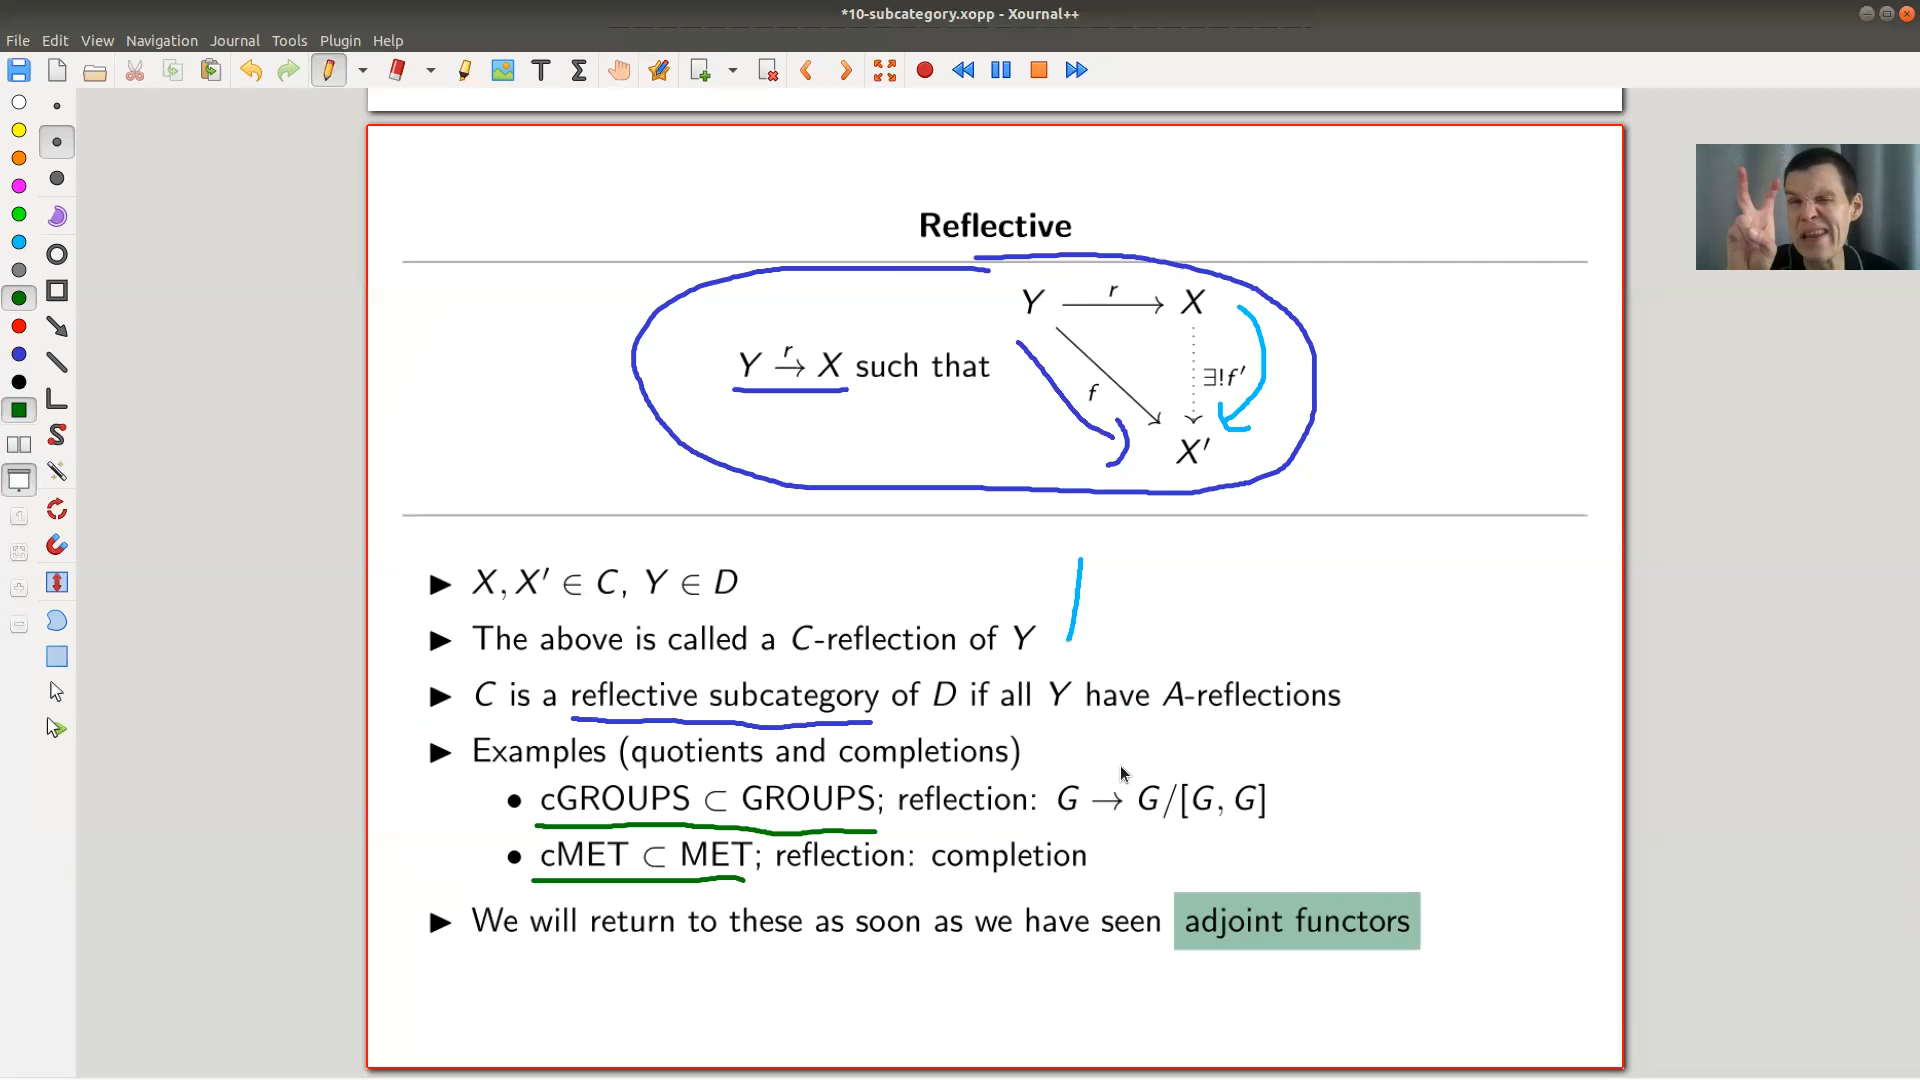 *10-subcategory.xopp - Xournal++
File Edit View Navigation Journal Tools Plugin Help
Reflective
Y r→ X such that
Y r X
f ∃!f′
X′
▶ X, X′ ∈ C, Y ∈ D
▶ The above is called a C-reflection of Y
▶ C is a reflective subcategory of D if all Y have A-reflections
▶ Examples (quotients and completions)
• cGROUPS ⊂ GROUPS; reflection: G → G/[G, G]
• cMET ⊂ MET; reflection: completion
▶ We will return to these as soon as we have seen adjoint functors